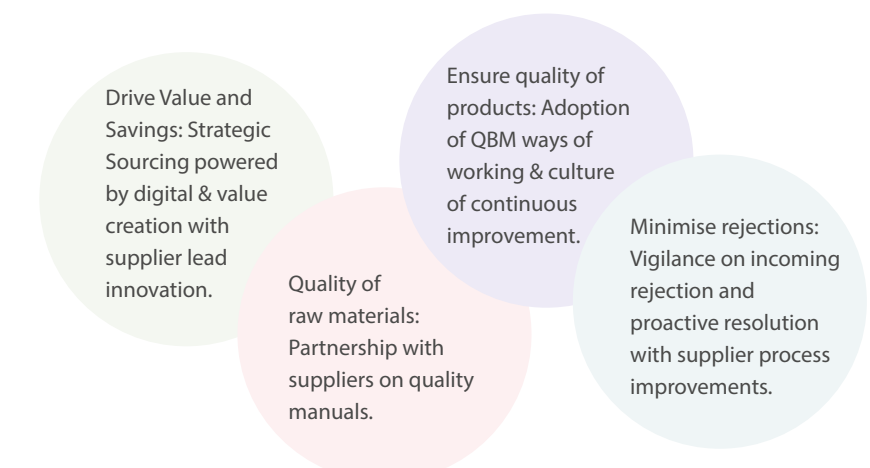 Drive Value and
Savings: Strategic
Sourcing powered
by digital & value
creation with
supplier lead
innovation.
Quality of
raw materials:
Partnership with
suppliers on quality
manuals.
Ensure quality of
products: Adoption
of QBM ways of
working & culture
of continuous
improvement.
Minimise rejections:
Vigilance on incoming
rejection and
proactive resolution
with supplier process
improvements.